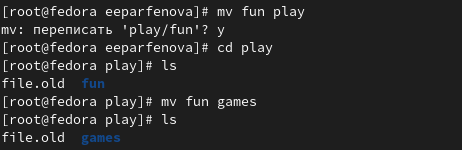 [root@fedora eeparfenova]# mv fun play
mv: переписать 'play/fun'? y
[root@fedora eeparfenova]# cd play
[root@fedora play]# ls
file.old  fun
[root@fedora play]# mv fun games
[root@fedora play]# ls
file.old  games